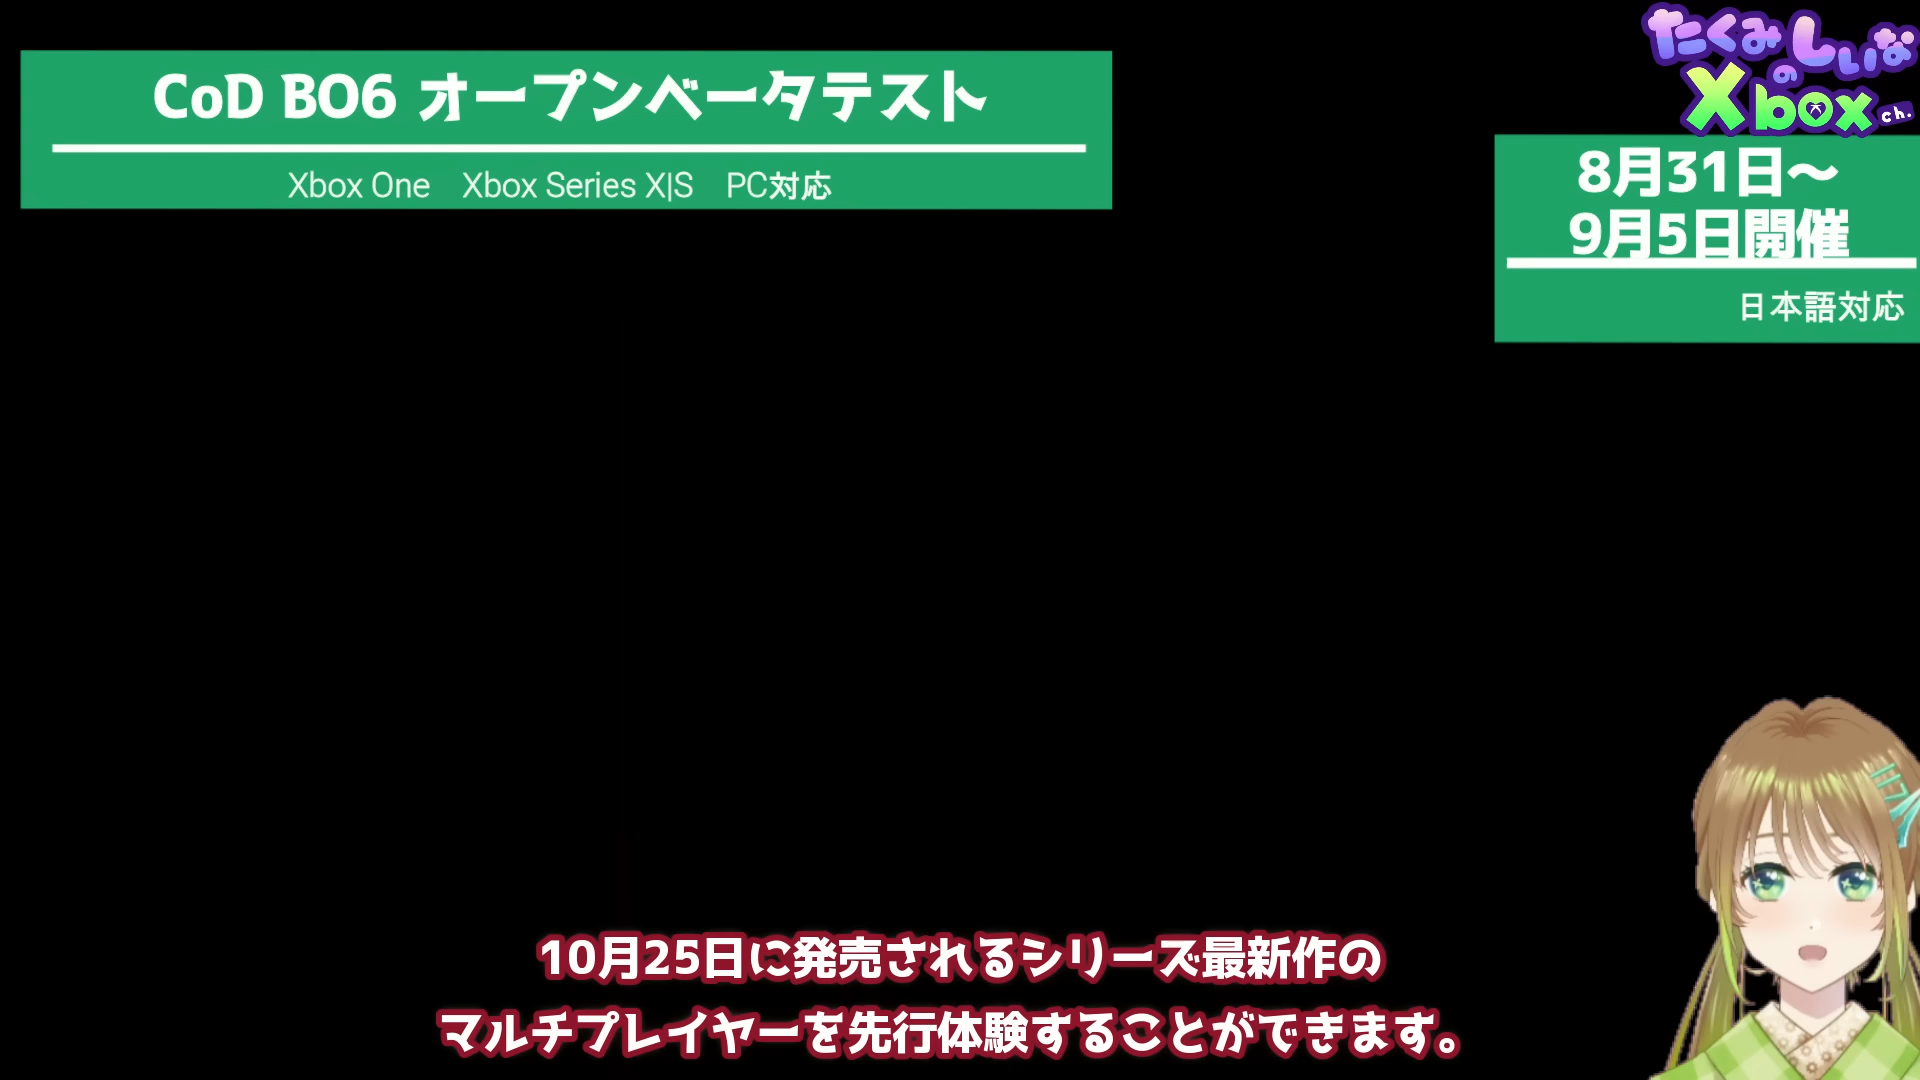 CoD BO6 オープンベータテスト
Xbox One Xbox Series X|S PC対応
たくみしいな
の
Xbox ch.
8月31日～
9月5日開催
日本語対応
10月25日に発売されるシリーズ最新作の
マルチプレイヤーを先行体験することができます。